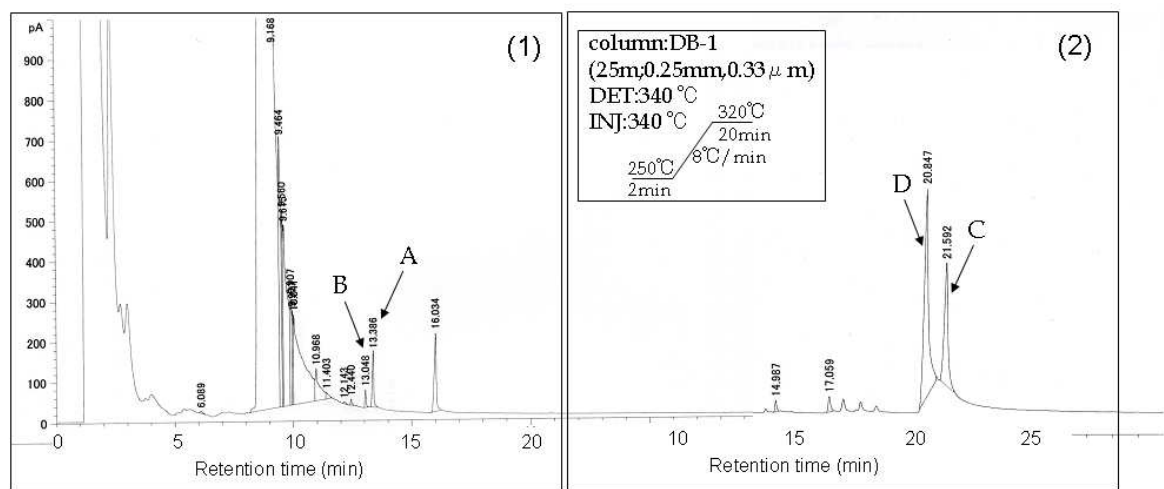 (1)
pA
900
800
700
600
500
400
300
200
100
0
6.089
9.168
9.464
10.968
11.403
12.143
12.440
13.048
13.386
16.034
B
A
0
5
10
15
20
Retention time (min)
(2)
column:DB-1
(25m;0.25mm,0.33μm)
DET:340℃
INJ:340℃
320℃
20min
8℃/min
250℃
2min
D
C
14.987
17.059
20.847
21.592
10
15
20
25
Retention time (min)